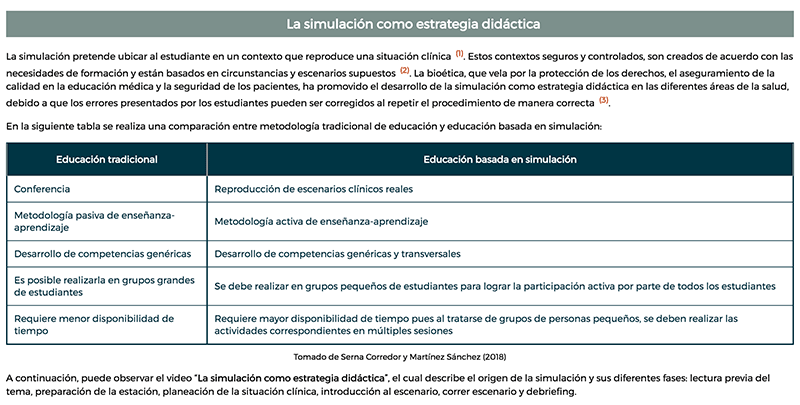 La simulación como estrategia didáctica
La simulación pretende ubicar al estudiante en un contexto que reproduce una situación clínica (1). Estos contextos seguros y controlados, son creados de acuerdo con las
necesidades de formación y están basados en circunstancias y escenarios supuestos (2). La bioética, que vela por la protección de los derechos, el aseguramiento de la
calidad en la educación médica y la seguridad de los pacientes, ha promovido el desarrollo de la simulación como estrategia didáctica en las diferentes áreas de la salud,
debido a que los errores presentados por los estudiantes pueden ser corregidos al repetir el procedimiento de manera correcta (3).
En la siguiente tabla se realiza una comparación entre metodología tradicional de educación y educación basada en simulación:
Educación tradicional Educación basada en simulación
Conferencia Reproducción de escenarios clínicos reales
Metodología pasiva de enseñanza-
aprendizaje Metodología activa de enseñanza-aprendizaje
Desarrollo de competencias genéricas Desarrollo de competencias genéricas y transversales
Es posible realizarla en grupos grandes
de estudiantes Se debe realizar en grupos pequeños de estudiantes para lograr la participación activa por parte de todos los estudiantes
Requiere menor disponibilidad de
tiempo Requiere mayor disponibilidad de tiempo pues al tratarse de grupos de personas pequeños, se deben realizar las
actividades correspondientes en múltiples sesiones
Tomado de Serna Corredor y Martínez Sánchez (2018)
A continuación, puede observar el video "La simulación como estrategia didáctica", el cual describe el origen de la simulación y sus diferentes fases: lectura previa del
tema, preparación de la estación, planeación de la situación clínica, introducción al escenario, correr escenario y debriefing.